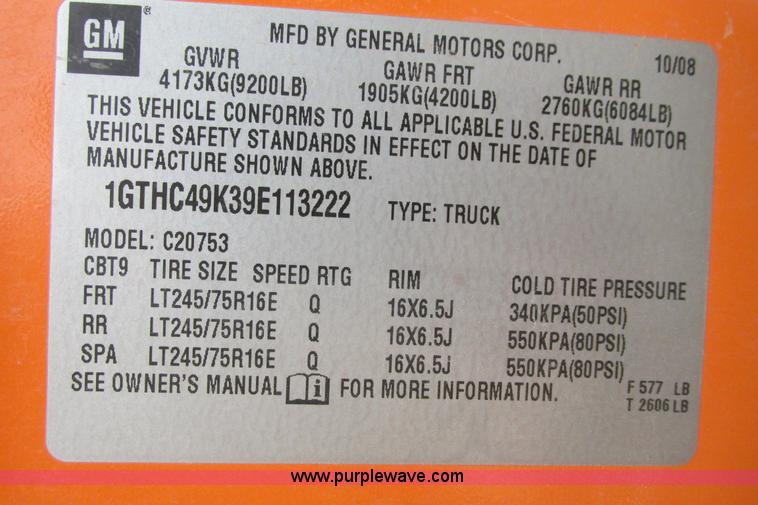 GM ®
MFD BY GENERAL MOTORS CORP. 10/08
GVWR GAWR FRT GAWR RR
4173KG(9200LB) 1905KG(4200LB) 2760KG(6084LB)
THIS VEHICLE CONFORMS TO ALL APPLICABLE U.S. FEDERAL MOTOR
VEHICLE SAFETY STANDARDS IN EFFECT ON THE DATE OF
MANUFACTURE SHOWN ABOVE.
1GTHC49K39E113222 TYPE: TRUCK
MODEL: C20753
CBT9 TIRE SIZE SPEED RTG RIM COLD TIRE PRESSURE
FRT LT245/75R16E Q 16X6.5J 340KPA(50PSI)
RR LT245/75R16E Q 16X6.5J 550KPA(80PSI)
SPA LT245/75R16E Q 16X6.5J 550KPA(80PSI)
SEE OWNER'S MANUAL i FOR MORE INFORMATION. F 577 LB
T 2606 LB
www.purplewave.com